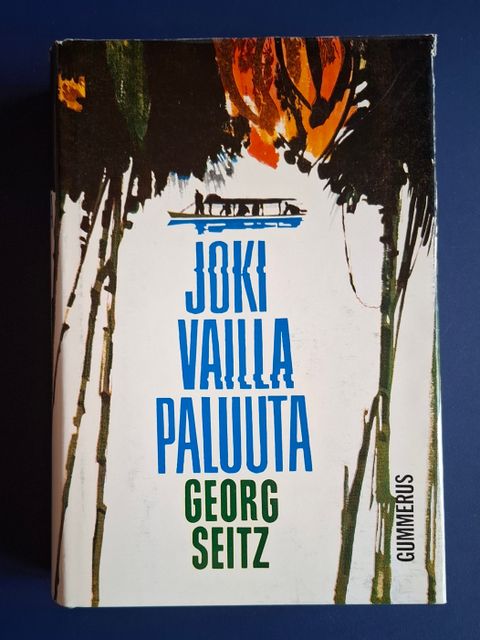 JOKI
VAILLA
PALUUTA
GEORG
SEITZ
GUMMERUS